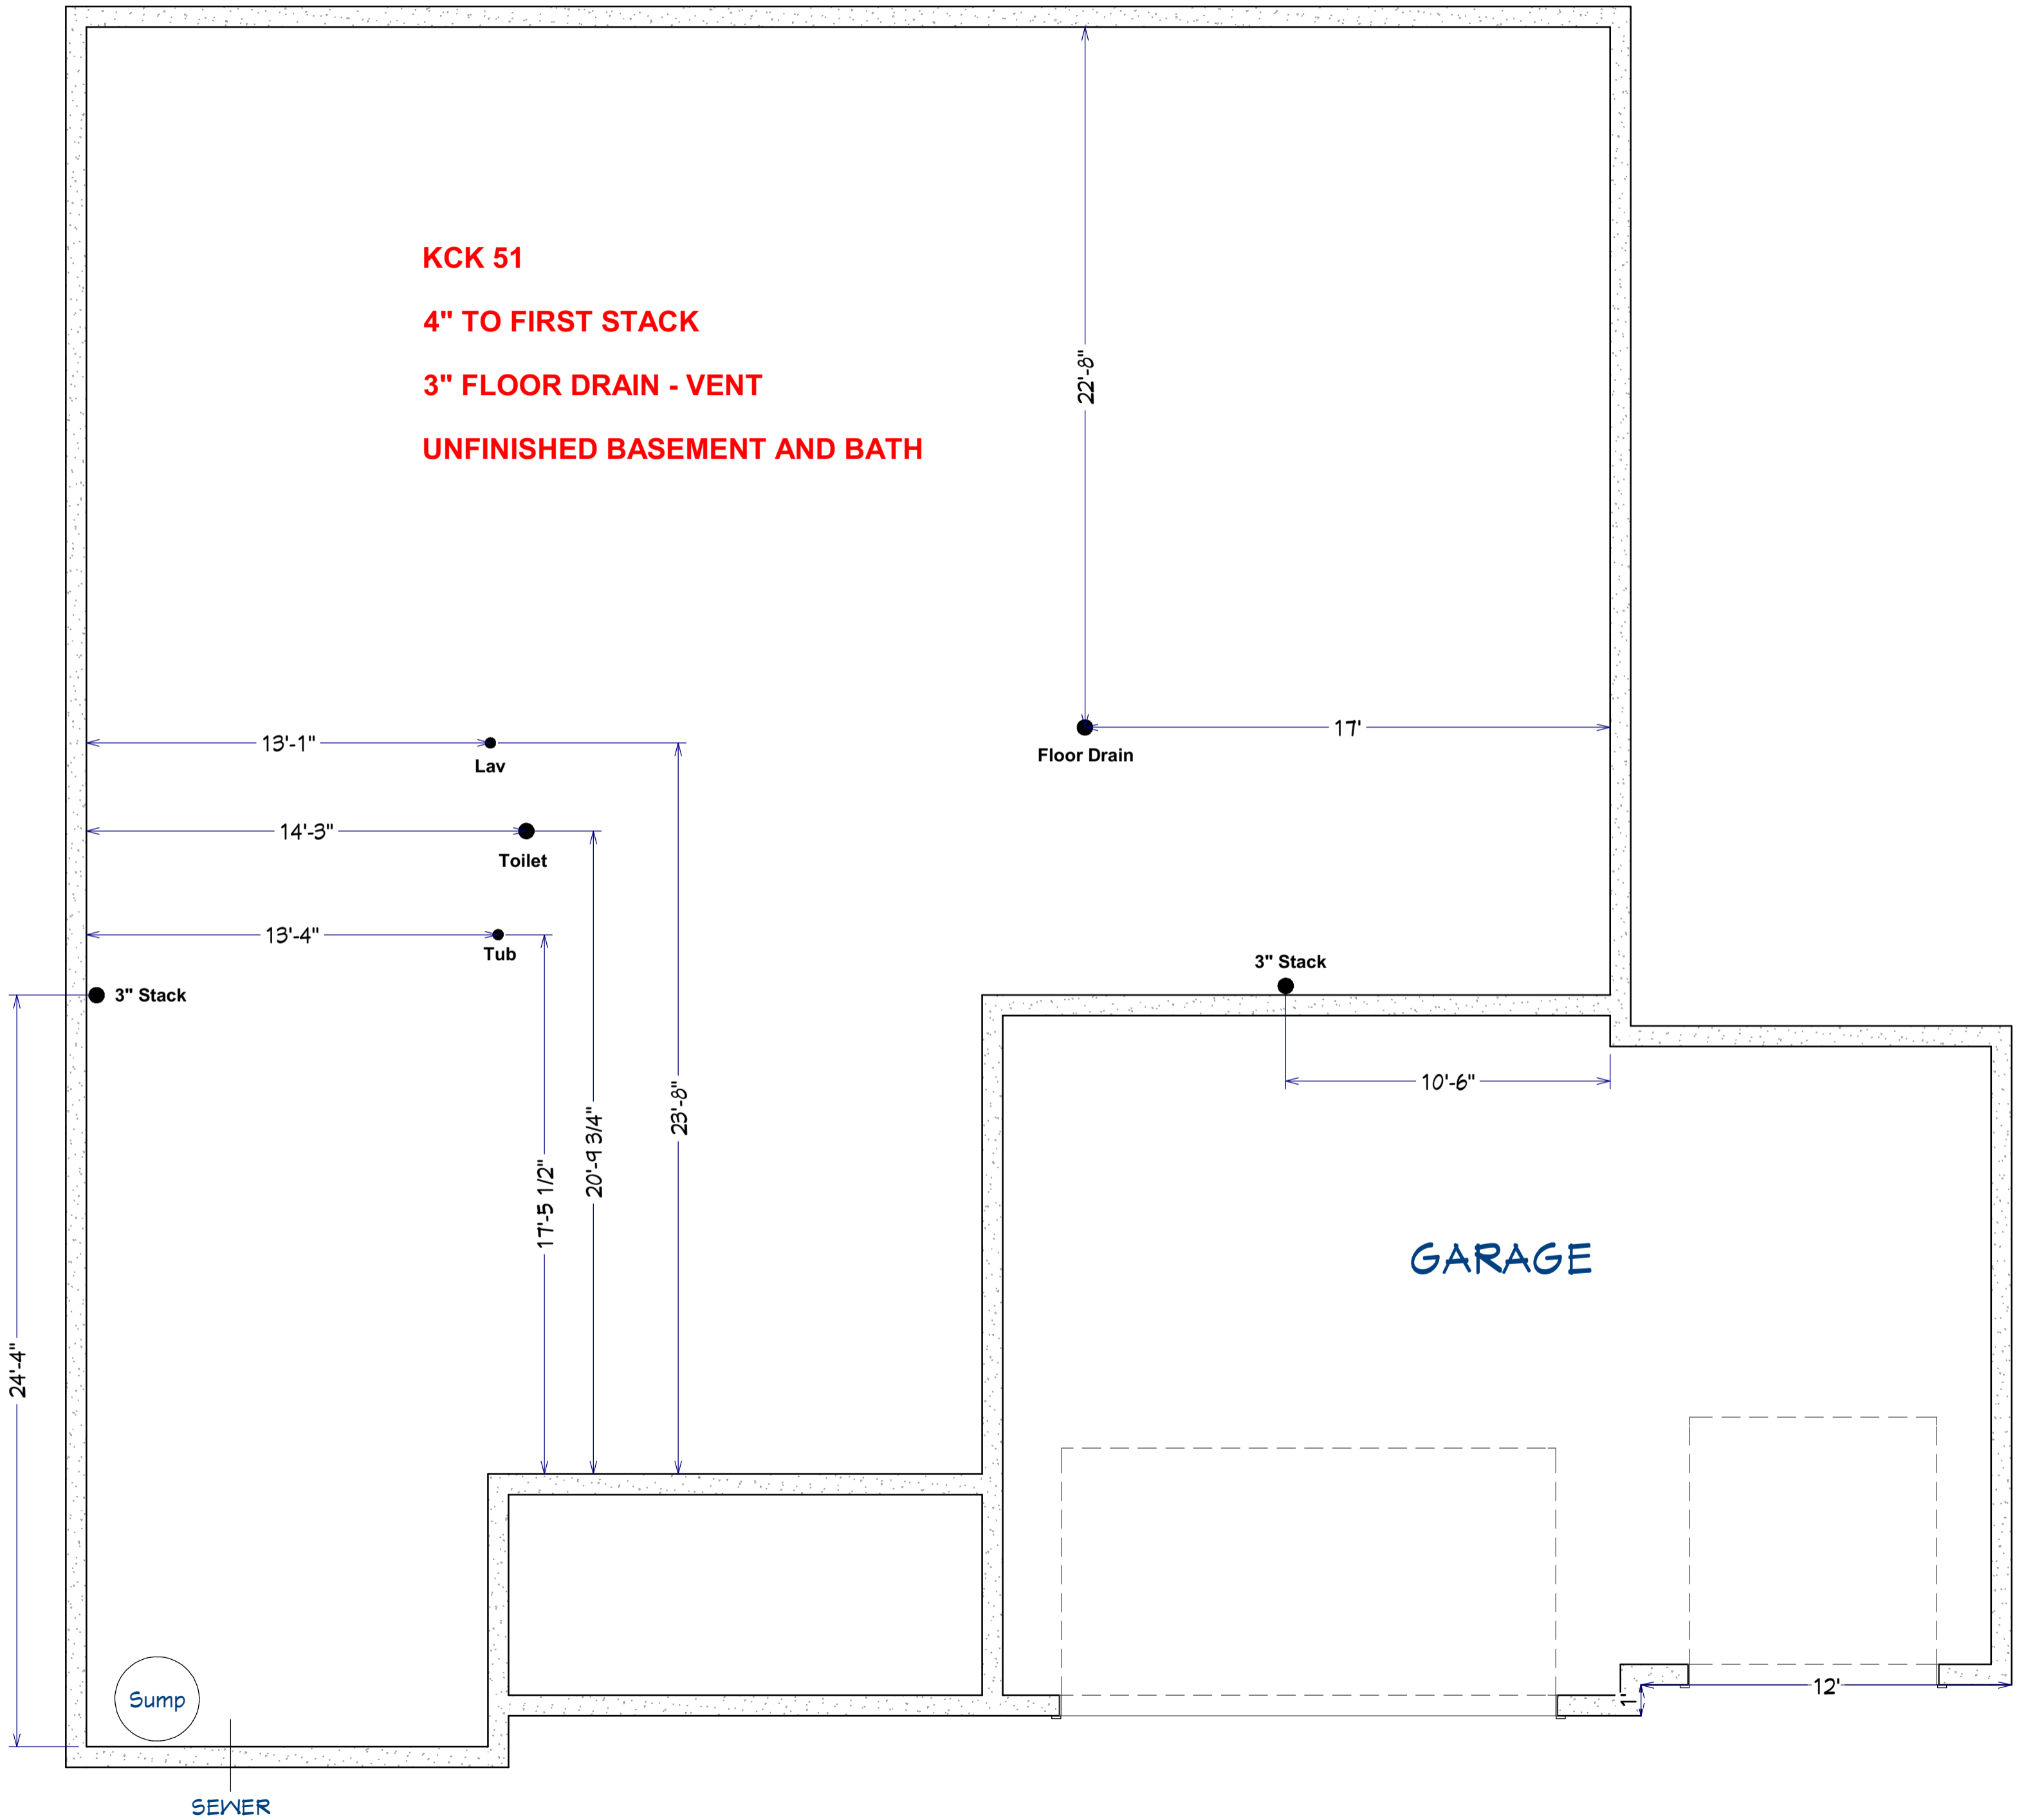 KCK 51
4" TO FIRST STACK
3" FLOOR DRAIN - VENT
UNFINISHED BASEMENT AND BATH
22'-8"
17'
Floor Drain
13'-1"
Lav
14'-3"
Toilet
13'-4"
Tub
3" Stack
3" Stack
10'-6"
23'-8"
20'-9 3/4"
17'-5 1/2"
24'-4"
GARAGE
Sump
12'
1'
SEWER